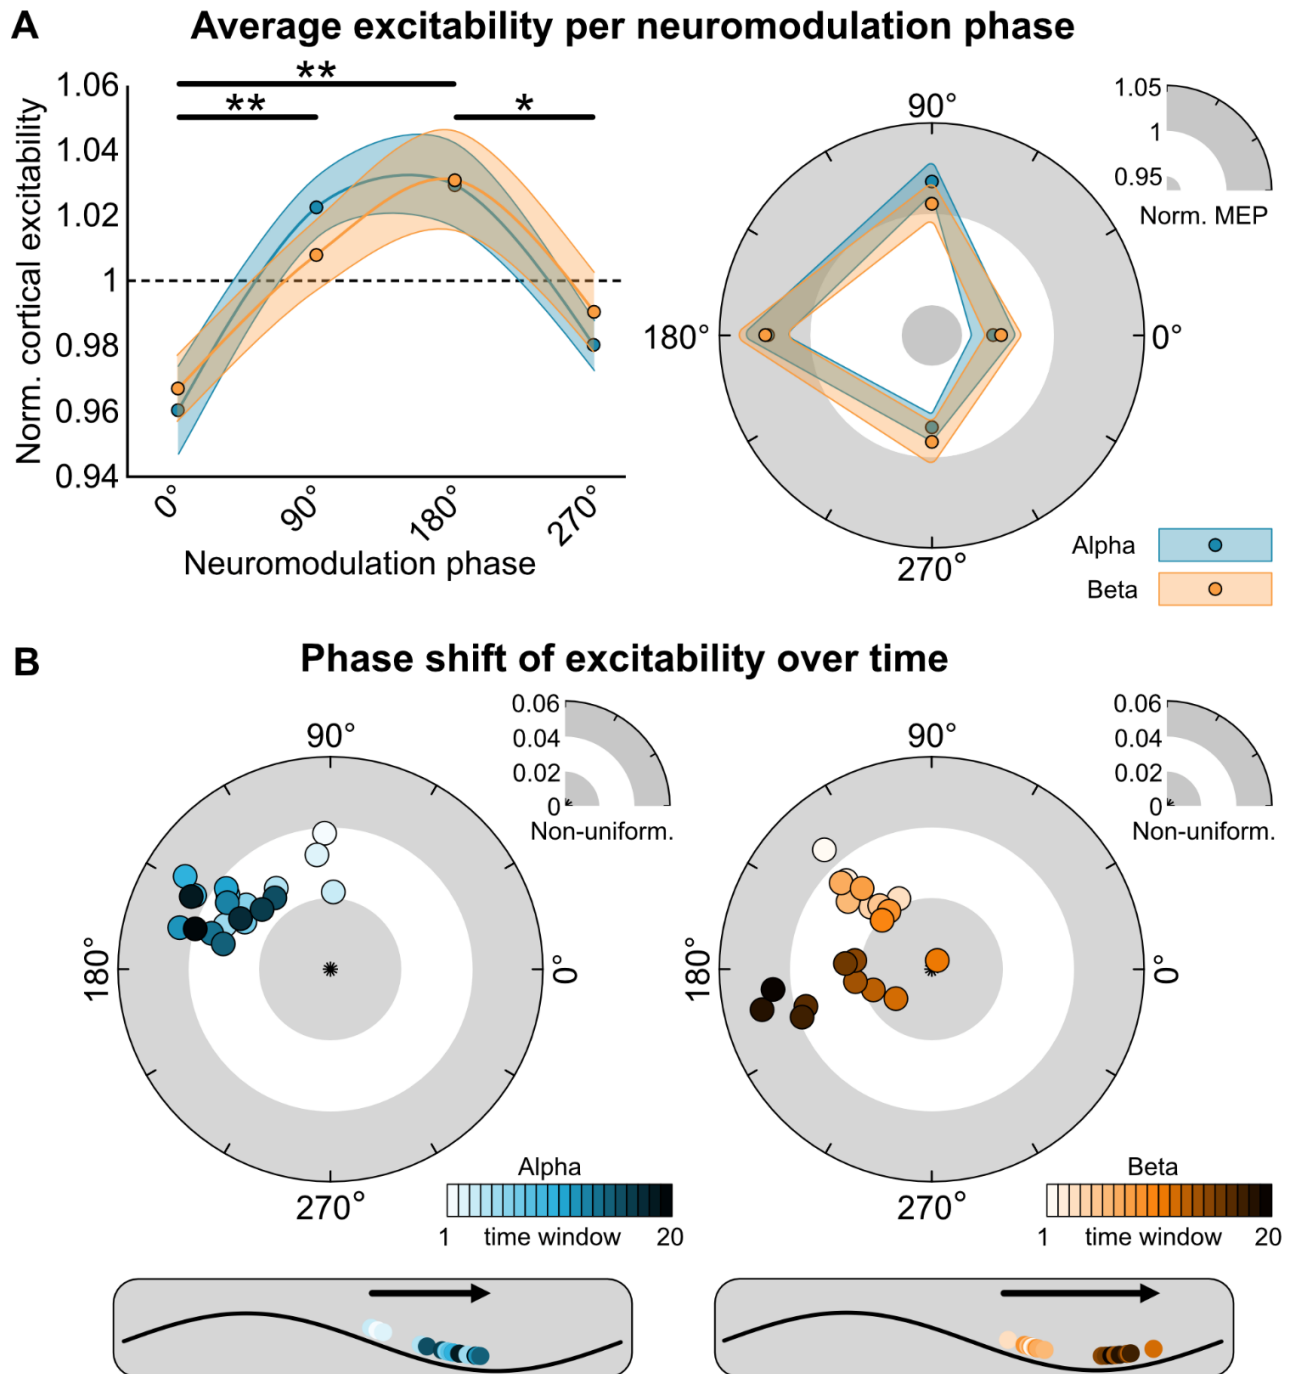 A
Average excitability per neuromodulation phase
Norm. cortical excitability
1.06
1.04
1.02
1
0.98
0.96
0.94
**
**
*
0°
90°
180°
270°
Neuromodulation phase
90°
180°
0°
270°
1.05
1
0.95
Norm. MEP
Alpha
Beta
B
Phase shift of excitability over time
90°
180°
0°
270°
0.06
0.04
0.02
0
Non-uniform.
Alpha
1 time window 20
90°
180°
0°
270°
0.06
0.04
0.02
0
Non-uniform.
Beta
1 time window 20